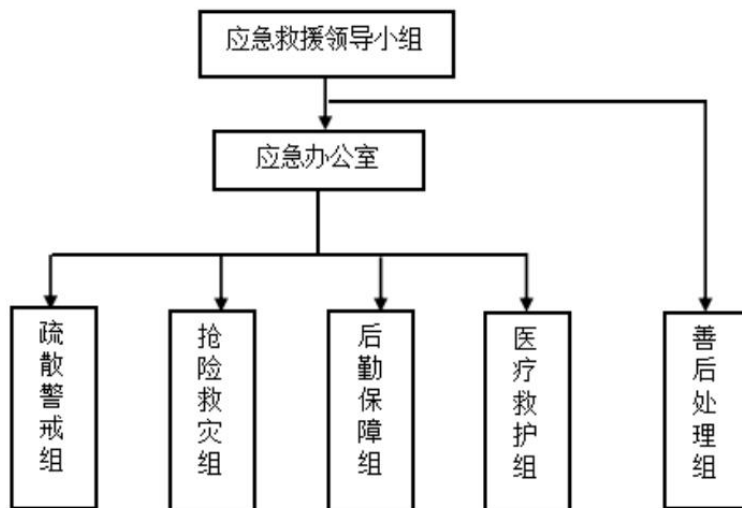 应急救援领导小组
应急办公室
疏散警戒组
抢险救灾组
后勤保障组
医疗救护组
善后处理组